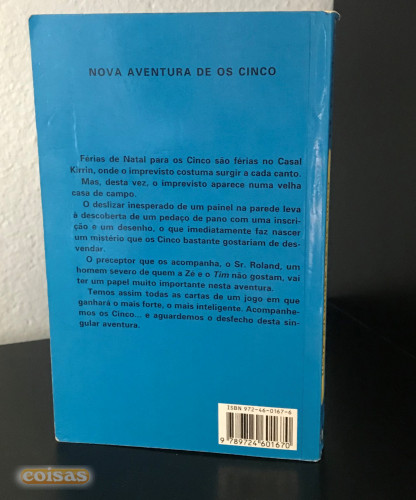 NOVA AVENTURA DE OS CINCO
Férias de Natal para os Cinco são férias no Casal
Kirrin, onde o imprevisto costuma surgir a cada canto.
Mas, desta vez, o imprevisto aparece numa velha
casa de campo.
O deslizar inesperado de um painel na parede leva
à descoberta de um pedaço de pano com uma inscri-
ção e um desenho, o que imediatamente faz nascer
um mistério que os Cinco bastante gostariam de des-
vendar.
O preceptor que os acompanha, o Sr. Roland, um
homem severo de quem a Zé e o Tim não gostam, vai
ter um papel muito importante nesta aventura.
Temos assim todas as cartas de um jogo em que
ganhará o mais forte, o mais inteligente. Acompanhe-
mos os Cinco... e aguardemos o desfecho desta sin-
gular aventura.
ISBN 972-46-0167-6
9 789724 601670
coisas